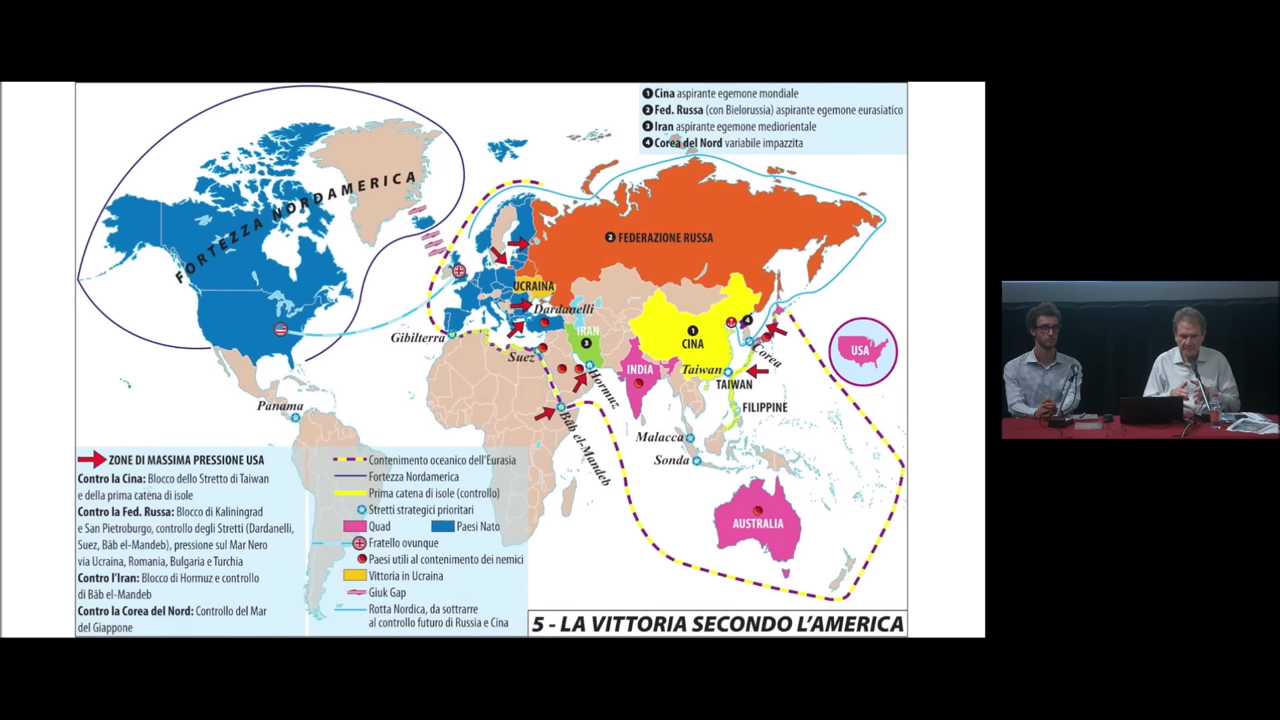 1 Cina aspirante egemone mondiale
2 Fed. Russa (con Bielorussia) aspirante egemone eurasiatico
3 Iran aspirante egemone mediorientale
4 Corea del Nord variabile impazzita
FORTEZZA NORDAMERICA
2 FEDERAZIONE RUSSA
UCRAINA
Dardanelli
Gibilterra
IRAN
3
Suez
Hormuz
Bāb el-Mandeb
INDIA
1
CINA
4
Corea
Taiwan
TAIWAN
FILIPPINE
USA
Panama
Malacca
Sonda
AUSTRALIA
ZONE DI MASSIMA PRESSIONE USA
Contro la Cina: Blocco dello Stretto di Taiwan
e della prima catena di isole
Contro la Fed. Russa: Blocco di Kaliningrad
e San Pietroburgo, controllo degli Stretti (Dardanelli,
Suez, Bāb el-Mandeb), pressione sul Mar Nero
via Ucraina, Romania, Bulgaria e Turchia
Contro l'Iran: Blocco di Hormuz e controllo
di Bāb el-Mandeb
Contro la Corea del Nord: Controllo del Mar
del Giappone
Contenimento oceanico dell'Eurasia
Fortezza Nordamerica
Prima catena di isole (controllo)
Stretti strategici prioritari
Quad
Paesi Nato
Fratello ovunque
Paesi utili al contenimento dei nemici
Vittoria in Ucraina
Giuk Gap
Rotta Nordica, da sottrarre
al controllo futuro di Russia e Cina
5 - LA VITTORIA SECONDO L'AMERICA